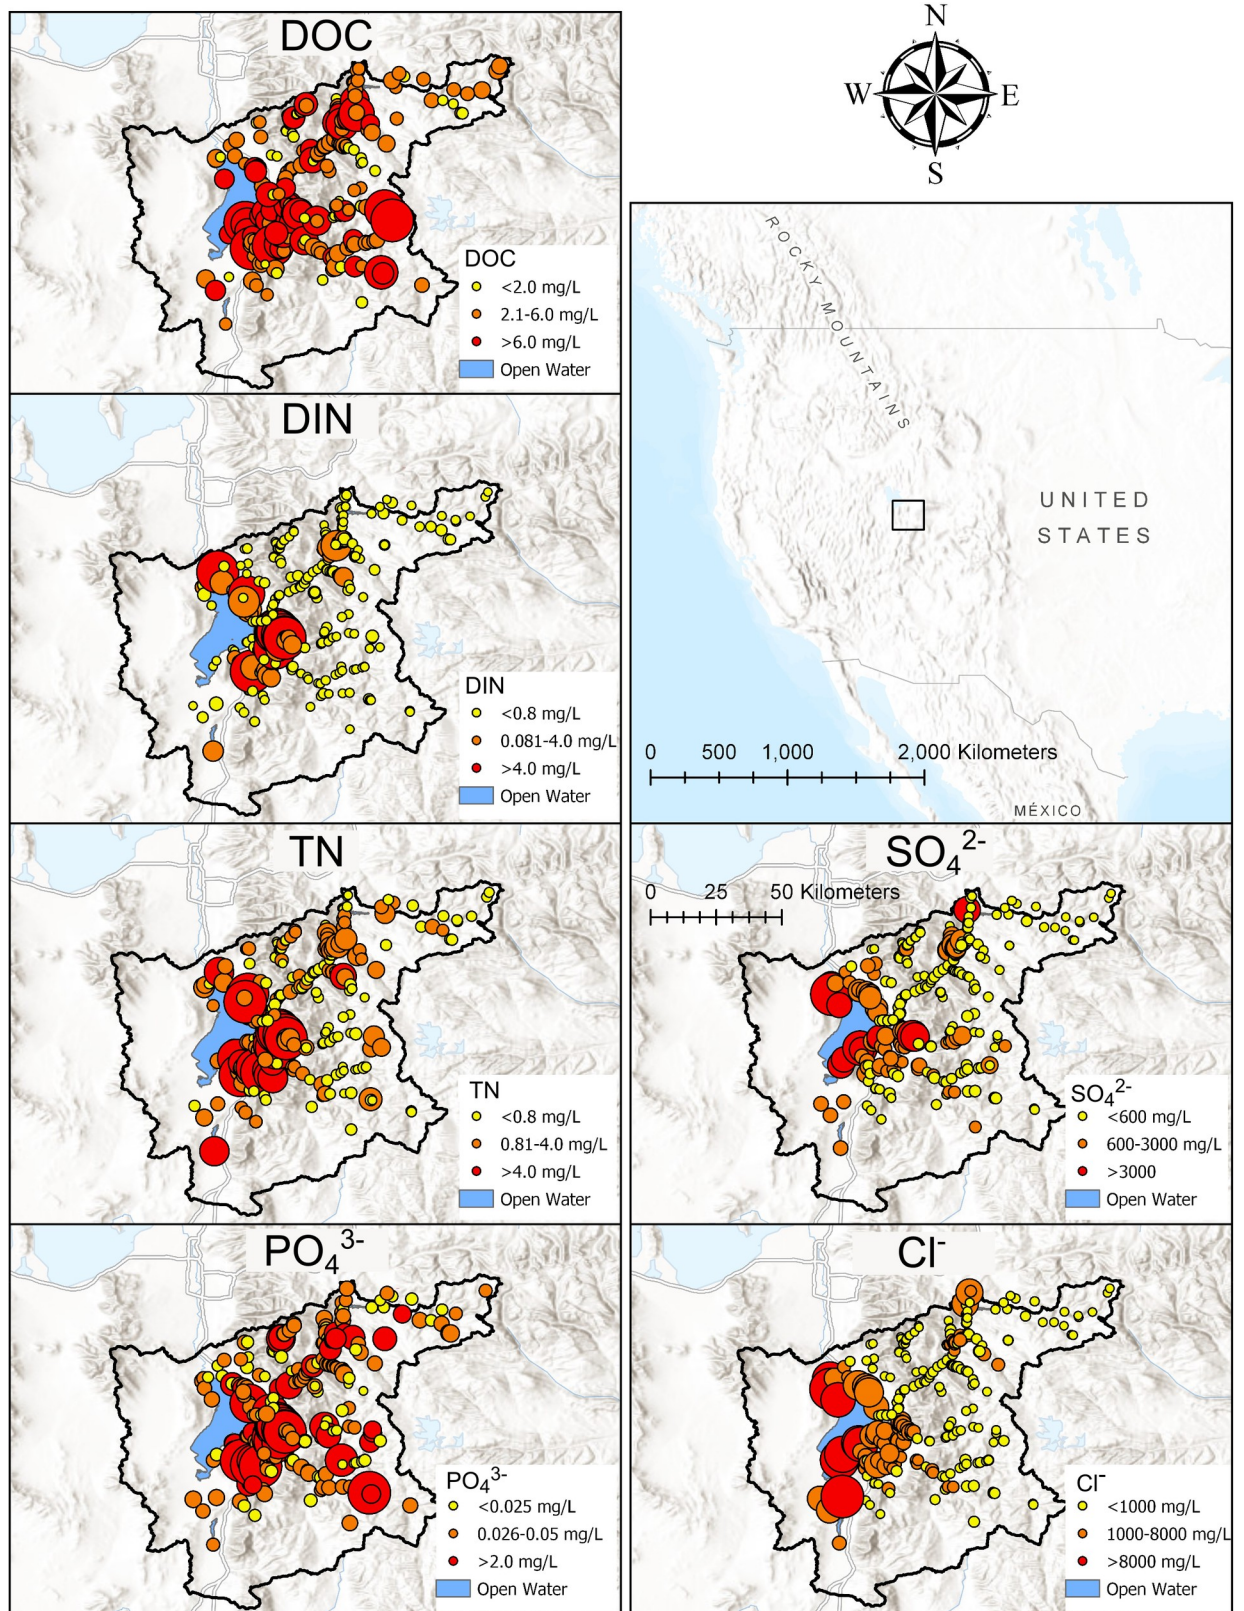 DOC
DOC
<2.0 mg/L
2.1-6.0 mg/L
>6.0 mg/L
Open Water
N
W
E
S
DIN
DIN
<0.8 mg/L
0.081-4.0 mg/L
>4.0 mg/L
Open Water
ROCKY MOUNTAINS
UNITED
STATES
0 500 1,000 2,000 Kilometers
MÉXICO
TN
TN
<0.8 mg/L
0.81-4.0 mg/L
>4.0 mg/L
Open Water
SO₄²⁻
0 25 50 Kilometers
SO₄²⁻
<600 mg/L
600-3000 mg/L
>3000
Open Water
PO₄³⁻
PO₄³⁻
<0.025 mg/L
0.026-0.05 mg/L
>2.0 mg/L
Open Water
Cl⁻
Cl⁻
<1000 mg/L
1000-8000 mg/L
>8000 mg/L
Open Water